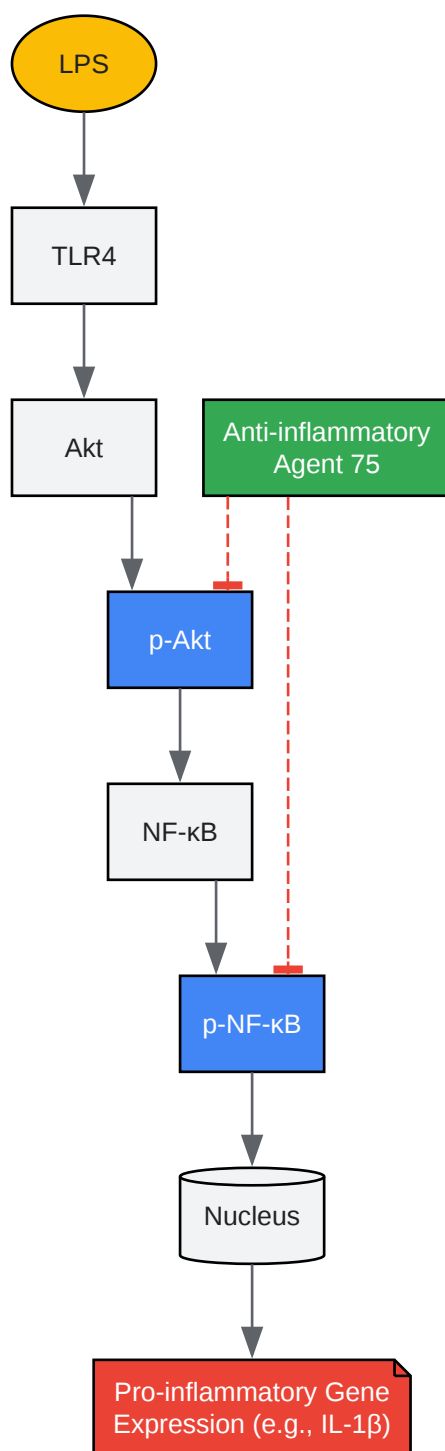 LPS
TLR4
Akt
Anti-inflammatory
Agent 75
p-Akt
NF-κB
p-NF-κB
Nucleus
Pro-inflammatory Gene
Expression (e.g., IL-1β)